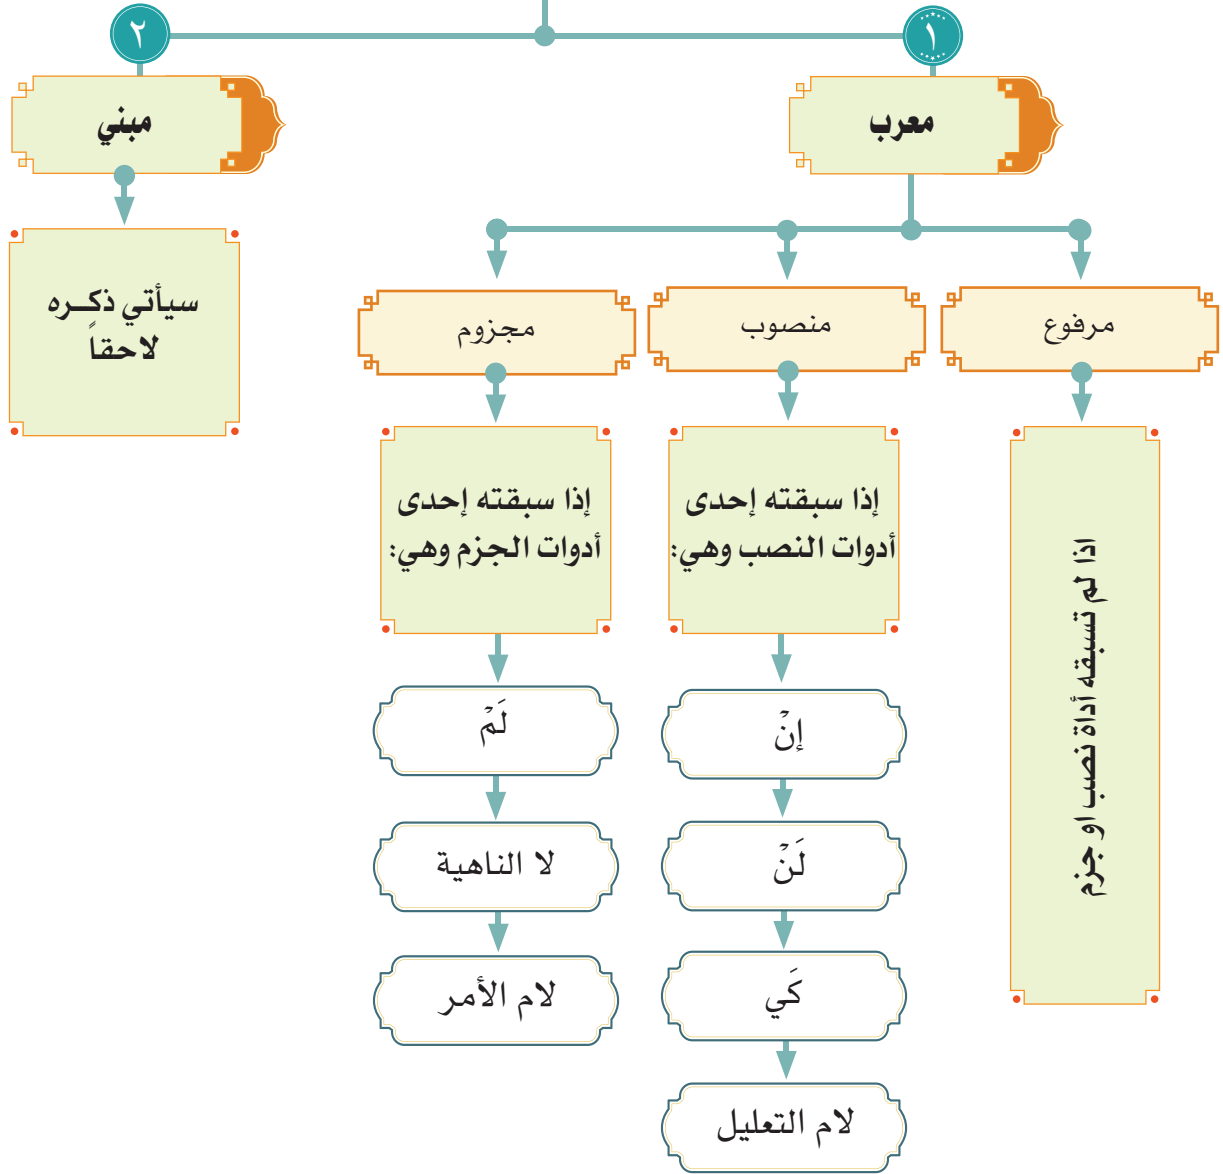 ١
٢
معرب
مبني
مرفوع
منصوب
مجزوم
سيأتي ذكــره
لاحقاً
اذا لم تسبقه أداة نصب او جزم
إذا سبقته إحدى
أدوات النصب وهي:
إنْ
لَنْ
كَي
لام التعليل
إذا سبقته إحدى
أدوات الجزم وهي:
لَمْ
لا الناهية
لام الأمر